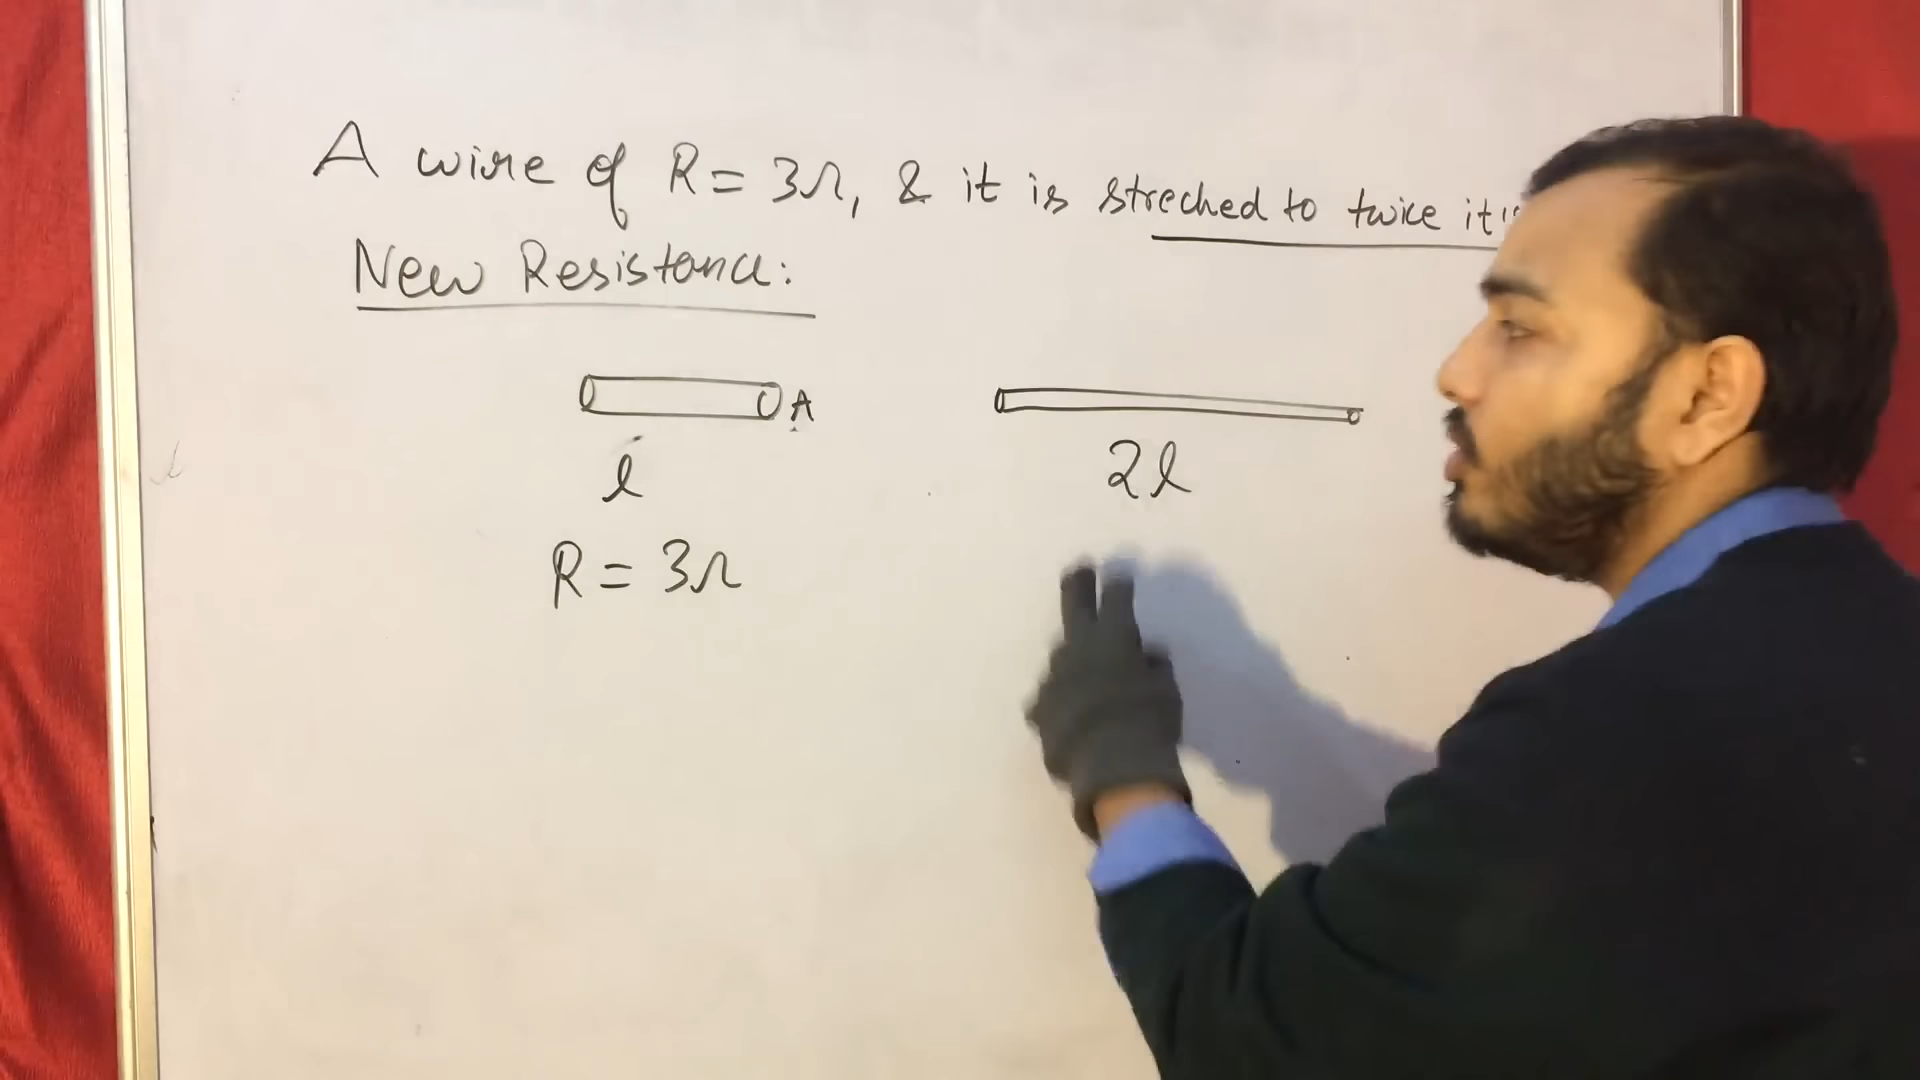 A wire of R = 3Ω, & it is streched to twice it's
New Resistance:
A
l
2l
R = 3Ω